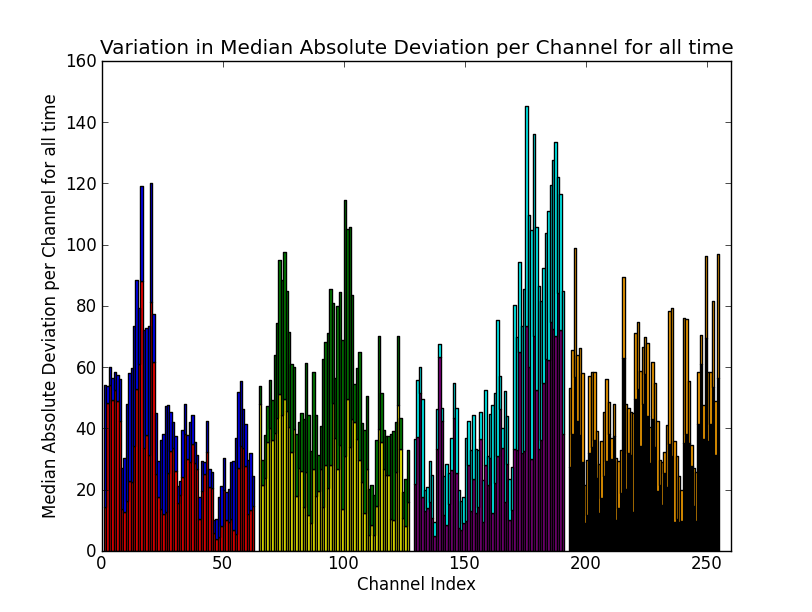 Variation in Median Absolute Deviation per Channel for all time
Median Absolute Deviation per Channel for all time
160
140
120
100
80
60
40
20
0
0 50 100 150 200 250
Channel Index